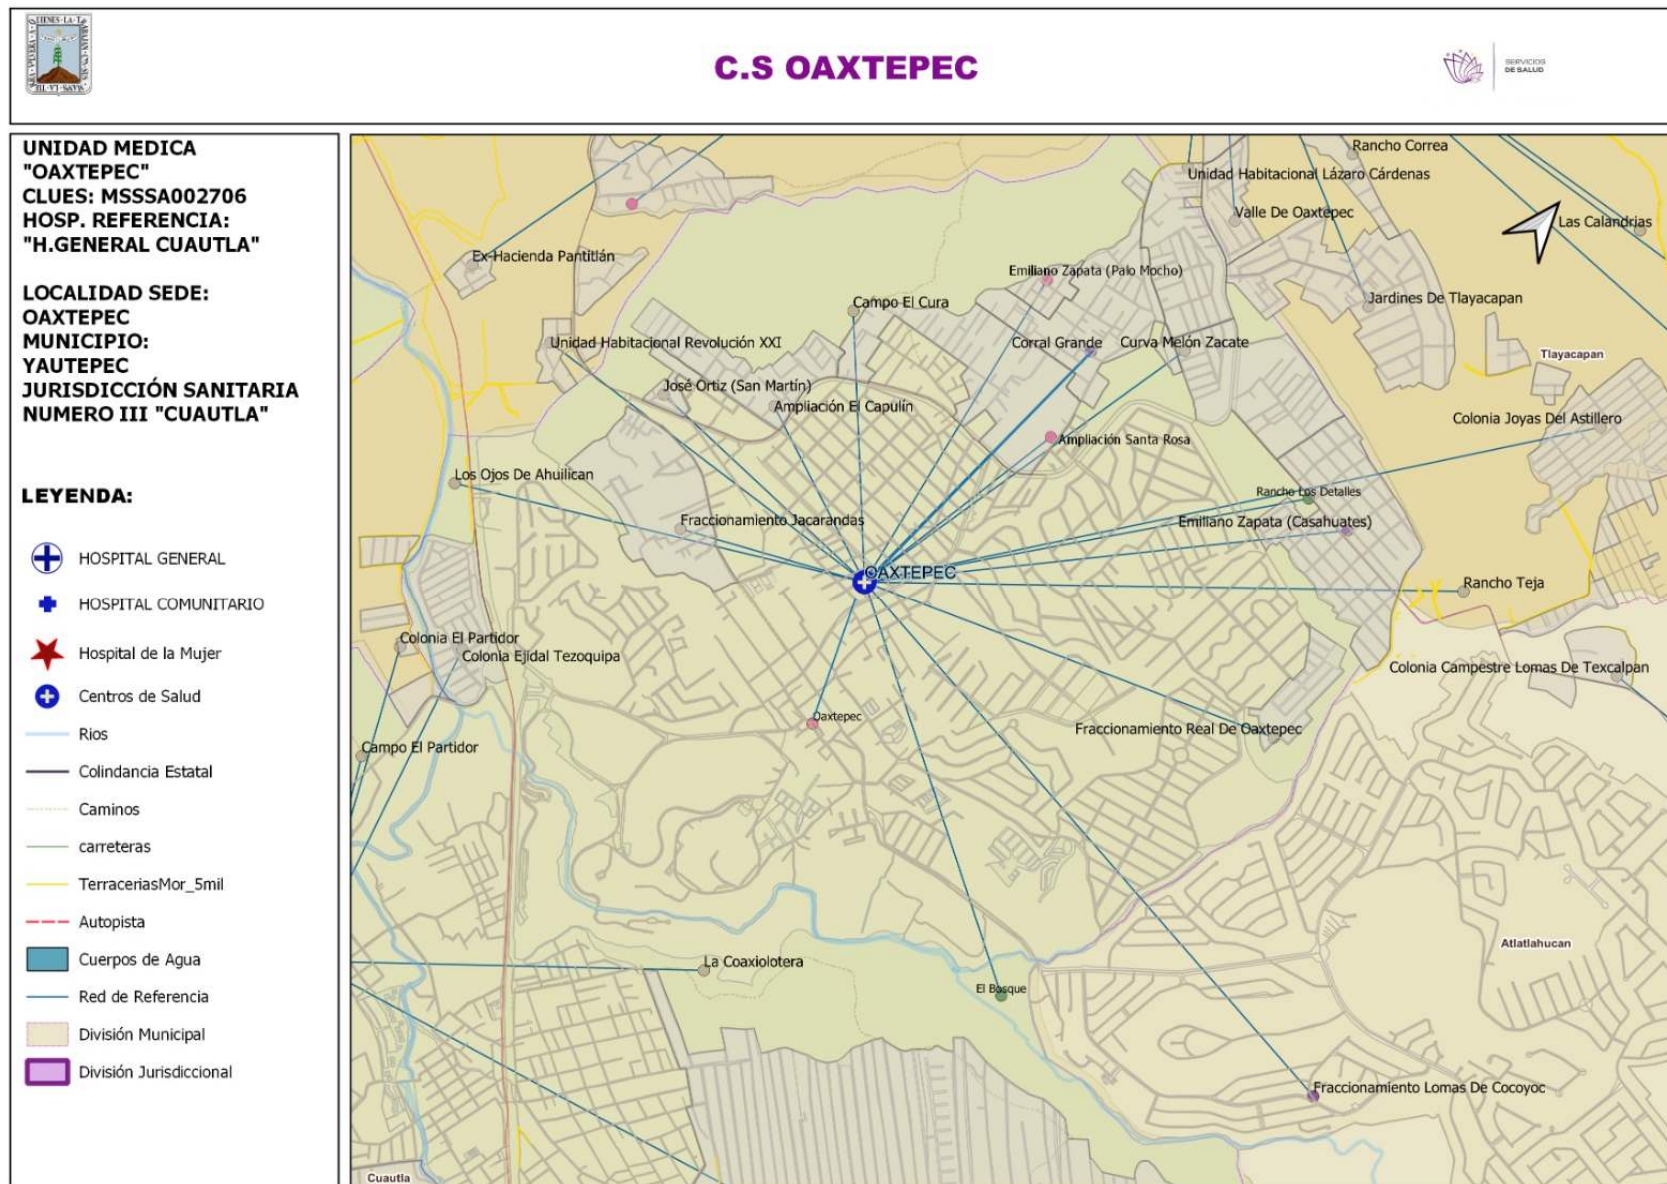 C.S OAXTEPEC
SERVICIOS
DE SALUD
UNIDAD MEDICA
"OAXTEPEC"
CLUES: MSSSA002706
HOSP. REFERENCIA:
"H.GENERAL CUAUTLA"
LOCALIDAD SEDE:
OAXTEPEC
MUNICIPIO:
YAUTEPEC
JURISDICCIÓN SANITARIA
NUMERO III "CUAUTLA"
LEYENDA:
HOSPITAL GENERAL
HOSPITAL COMUNITARIO
Hospital de la Mujer
Centros de Salud
Rios
Colindancia Estatal
Caminos
carreteras
TerraceriasMor_5mil
Autopista
Cuerpos de Agua
Red de Referencia
División Municipal
División Jurisdiccional
Rancho Correa
Unidad Habitacional Lázaro Cárdenas
Valle De Oaxtepec
Las Calandrias
Ex-Hacienda Pantitlán
Emiliano Zapata (Palo Mocho)
Campo El Cura
Jardines De Tlayacapan
Unidad Habitacional Revolución XXI
Corral Grande
Curva Melón Zacate
Tlayacapan
José Ortiz (San Martín)
Ampliación El Capulín
Colonia Joyas Del Astillero
Ampliación Santa Rosa
Los Ojos De Ahuilican
Rancho Los Detalles
Fraccionamiento Jacarandas
Emiliano Zapata (Casahuates)
OAXTEPEC
Rancho Teja
Colonia El Partidor
Colonia Ejidal Tezoquipa
Colonia Campestre Lomas De Texcalpan
Oaxtepec
Fraccionamiento Real De Oaxtepec
Campo El Partidor
Atlatlahucan
La Coaxiolotera
El Bosque
Fraccionamiento Lomas De Cocoyoc
Cuautla